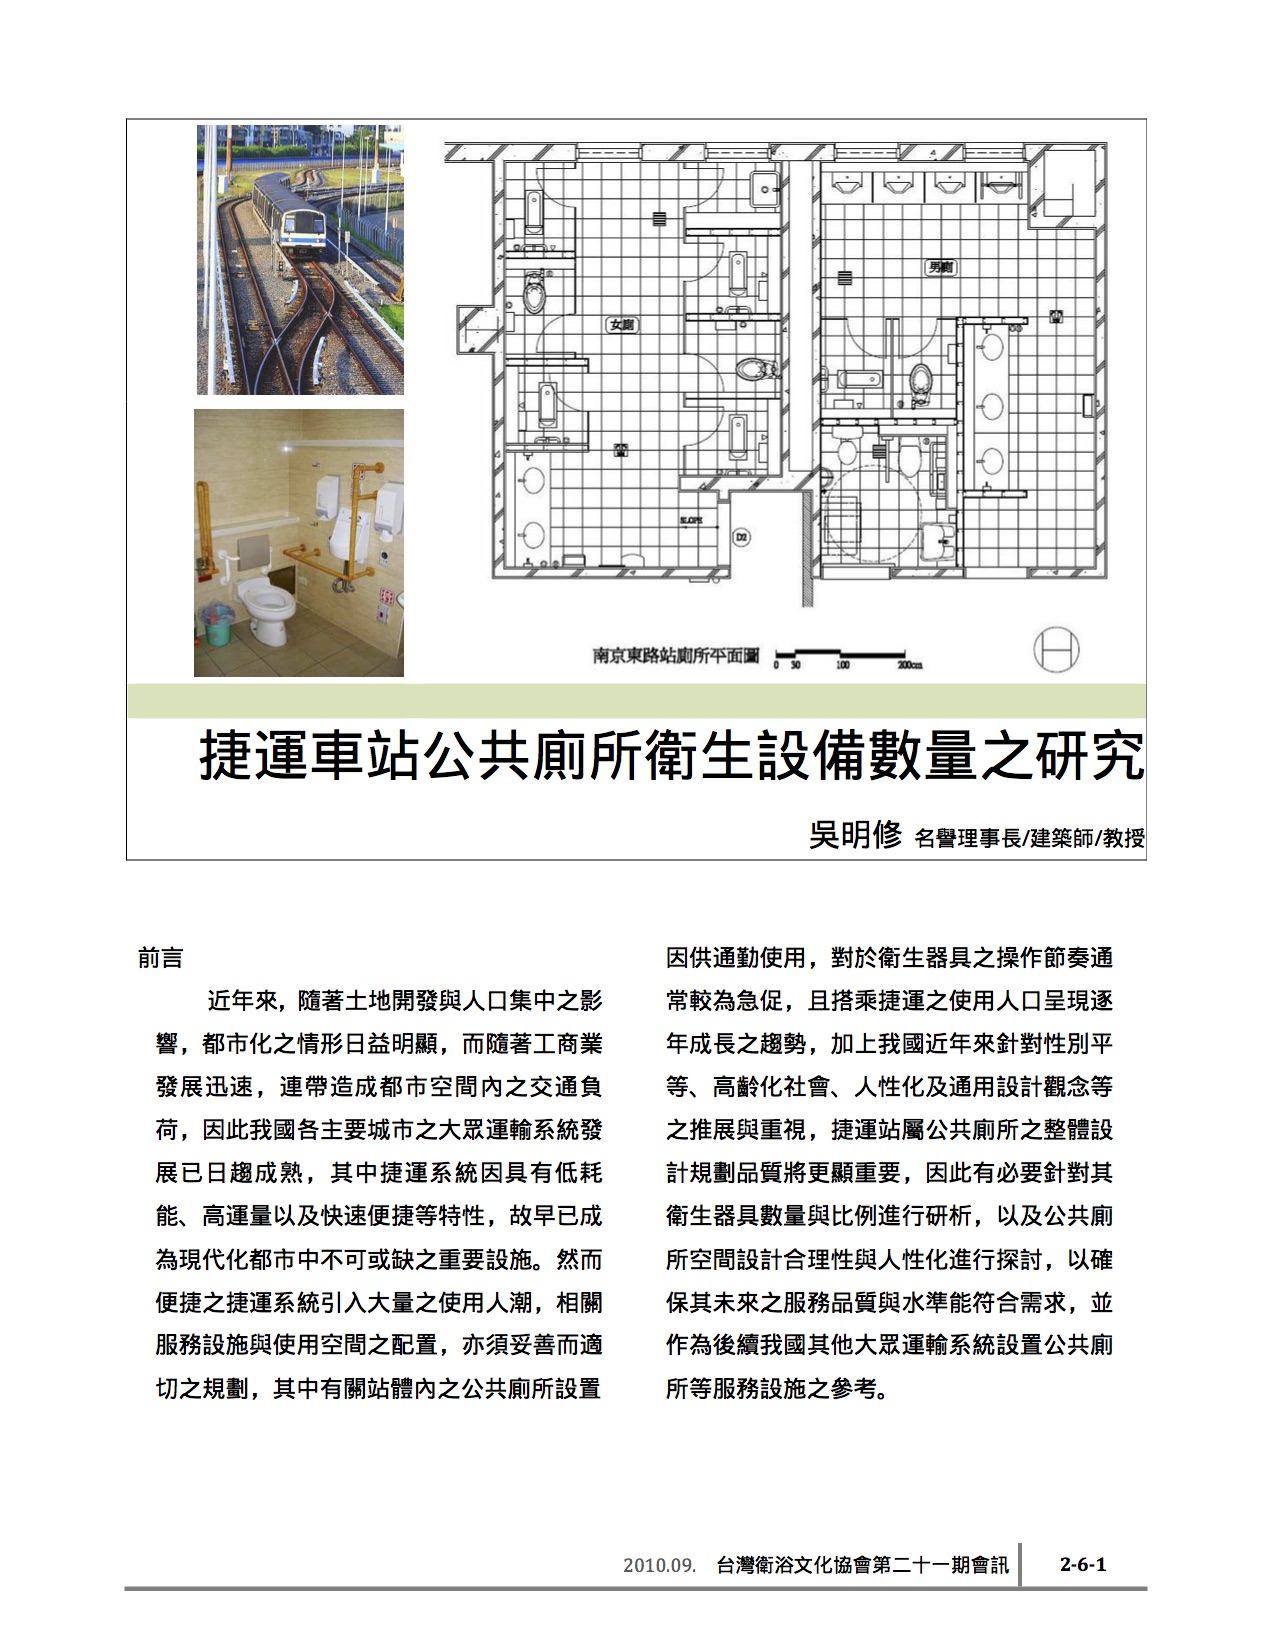 男廁
女廁
SLOPE
D2
南京東路站廁所平面圖
0 50 100 200cm
捷運車站公共廁所衛生設備數量之研究
吳明修 名譽理事長/建築師/教授
前言
近年來，隨著土地開發與人口集中之影
響，都市化之情形日益明顯，而隨著工商業
發展迅速，連帶造成都市空間內之交通負
荷，因此我國各主要城市之大眾運輸系統發
展已日趨成熟，其中捷運系統因具有低耗
能、高運量以及快速便捷等特性，故早已成
為現代化都市中不可或缺之重要設施。然而
便捷之捷運系統引入大量之使用人潮，相關
服務設施與使用空間之配置，亦須妥善而適
切之規劃，其中有關站體內之公共廁所設置
因供通勤使用，對於衛生器具之操作節奏通
常較為急促，且搭乘捷運之使用人口呈現逐
年成長之趨勢，加上我國近年來針對性別平
等、高齡化社會、人性化及通用設計觀念等
之推展與重視，捷運站屬公共廁所之整體設
計規劃品質將更顯重要，因此有必要針對其
衛生器具數量與比例進行研析，以及公共廁
所空間設計合理性與人性化進行探討，以確
保其未來之服務品質與水準能符合需求，並
作為後續我國其他大眾運輸系統設置公共廁
所等服務設施之參考。
2010.09. 台灣衛浴文化協會第二十一期會訊 2-6-1